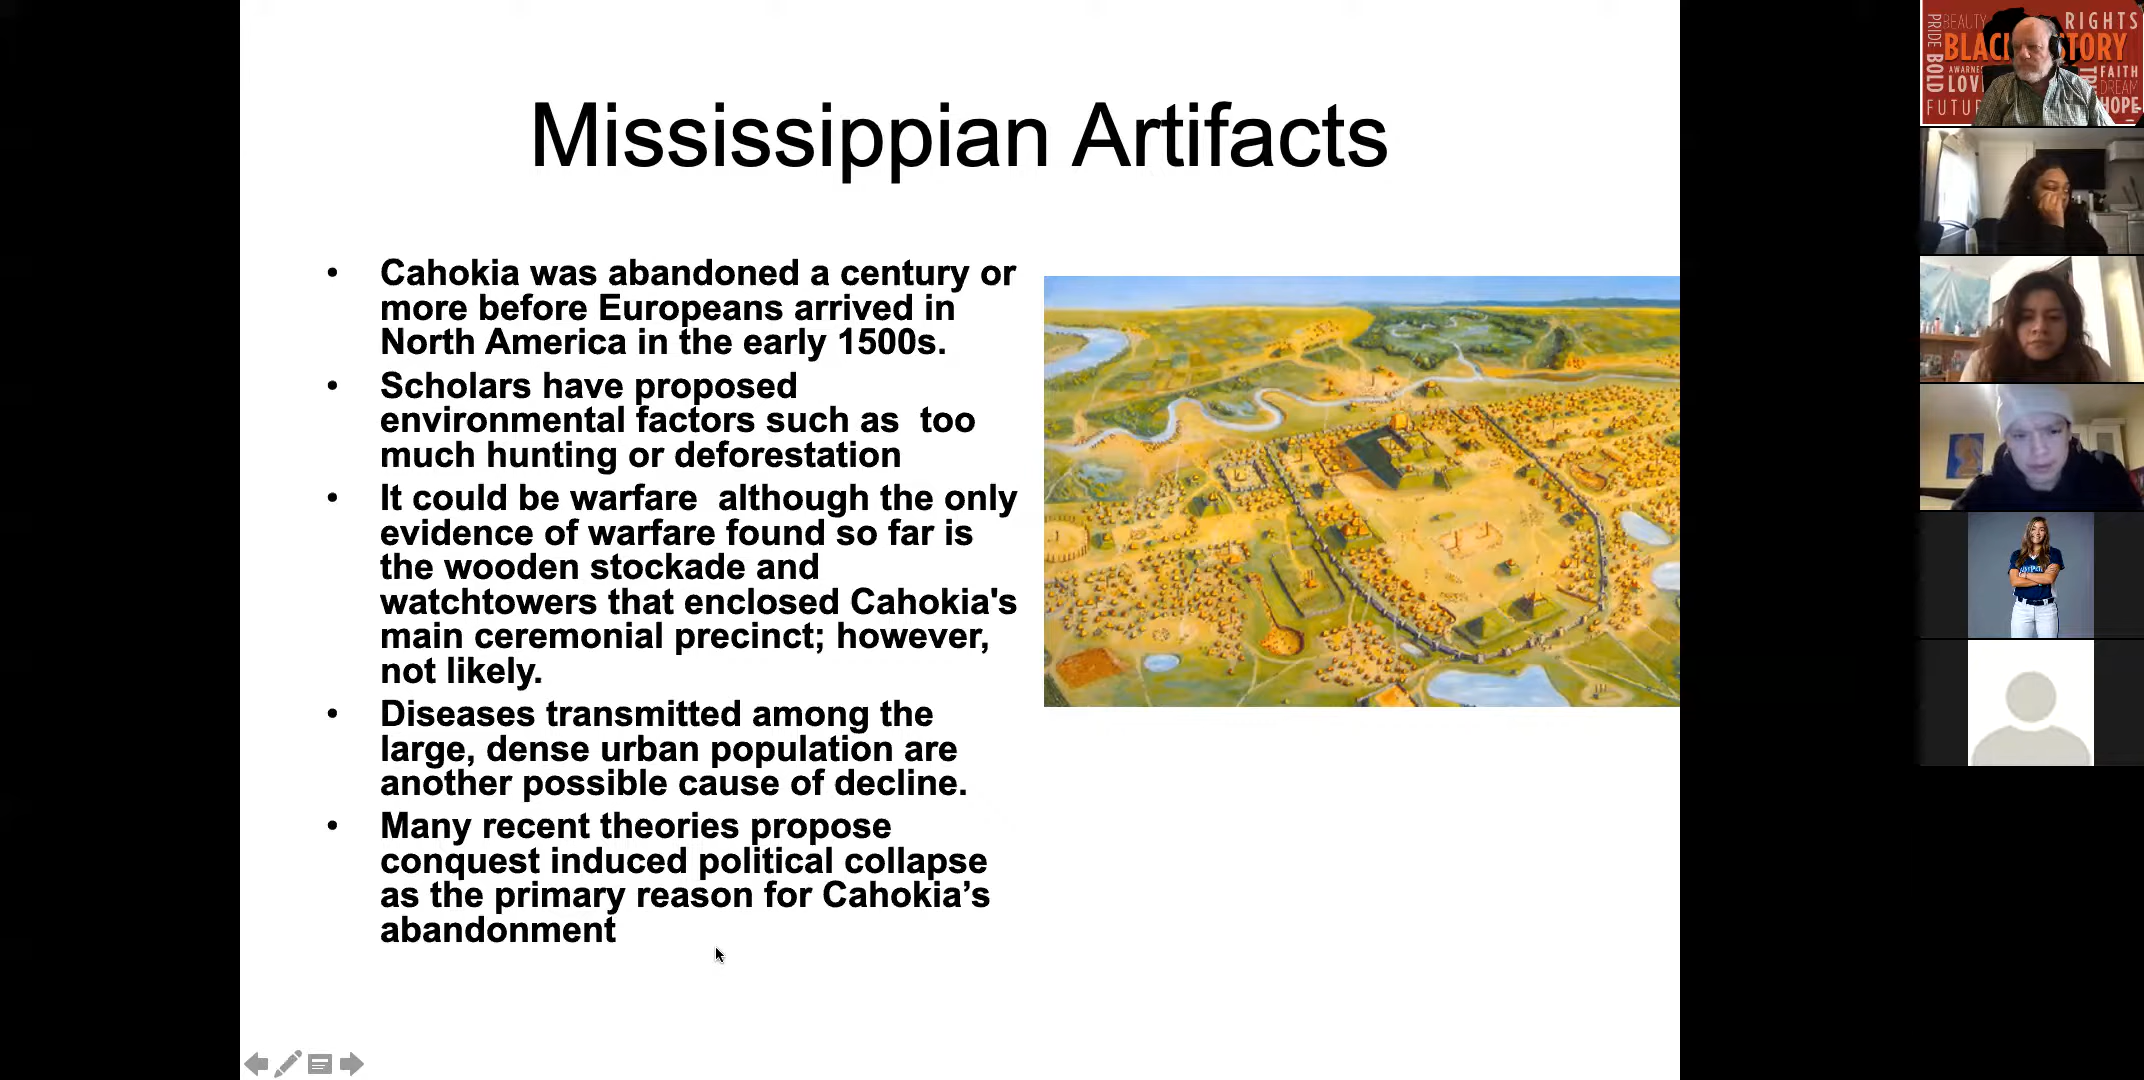 Mississippian Artifacts
• Cahokia was abandoned a century or
more before Europeans arrived in
North America in the early 1500s.
• Scholars have proposed
environmental factors such as  too
much hunting or deforestation
• It could be warfare  although the only
evidence of warfare found so far is
the wooden stockade and
watchtowers that enclosed Cahokia's
main ceremonial precinct; however,
not likely.
• Diseases transmitted among the
large, dense urban population are
another possible cause of decline.
• Many recent theories propose
conquest induced political collapse
as the primary reason for Cahokia’s
abandonment
PRIDE
BOLD
RIGHTS
FAITH
DREAM
HOPE